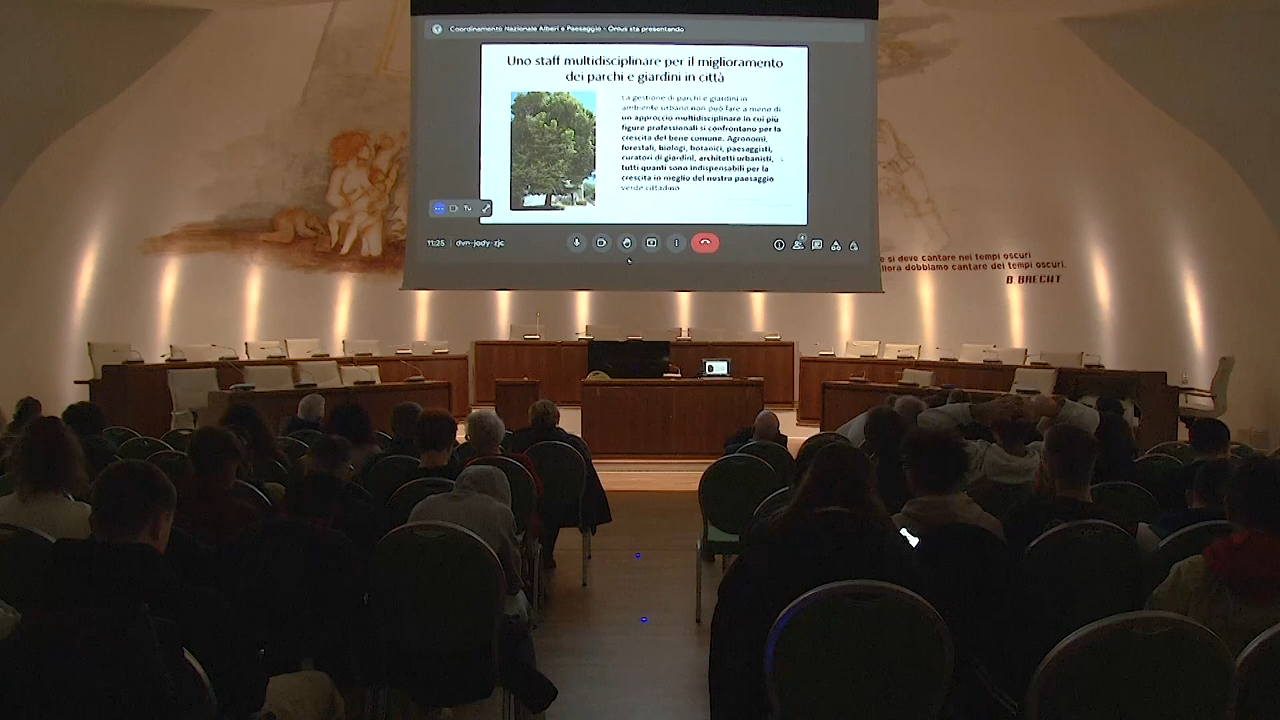 Coordinamento Nazionale Alberi e Paesaggio - Onlus sta presentando
Uno staff multidisciplinare per il miglioramento
dei parchi e giardini in città
La gestione di parchi e giardini in
ambiente urbano non può fare a meno di
un approccio multidisciplinare in cui più
figure professionali si confrontano per la
crescita del bene comune. Agronomi,
forestali, biologi, botanici, paesaggisti,
curatori di giardini, architetti urbanisti,
tutti quanti sono indispensabili per la
crescita in meglio del nostro paesaggio
verde cittadino
Tu
11:25 | dvn-jody-zjc
e si deve cantare nei tempi oscuri
llora dobbiamo cantare dei tempi oscuri.
B. BRECHT